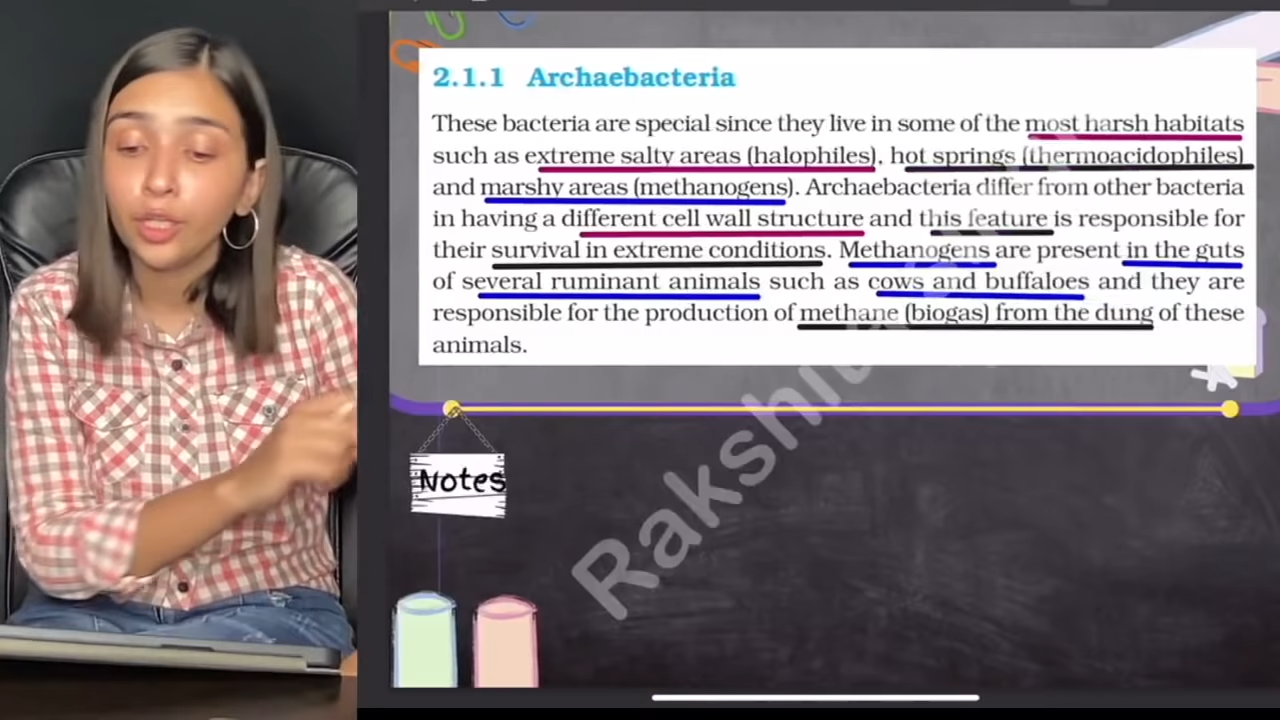 2.1.1 Archaebacteria
These bacteria are special since they live in some of the most harsh habitats
such as extreme salty areas (halophiles), hot springs (thermoacidophiles)
and marshy areas (methanogens). Archaebacteria differ from other bacteria
in having a different cell wall structure and this feature is responsible for
their survival in extreme conditions. Methanogens are present in the guts
of several ruminant animals such as cows and buffaloes and they are
responsible for the production of methane (biogas) from the dung of these
animals.
Notes